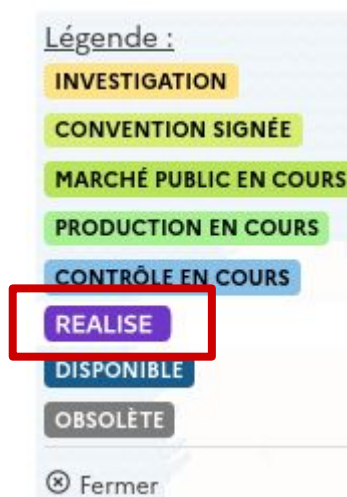 Légende :
INVESTIGATION
CONVENTION SIGNÉE
MARCHÉ PUBLIC EN COURS
PRODUCTION EN COURS
CONTRÔLE EN COURS
REALISE
DISPONIBLE
OBSOLÈTE
Fermer